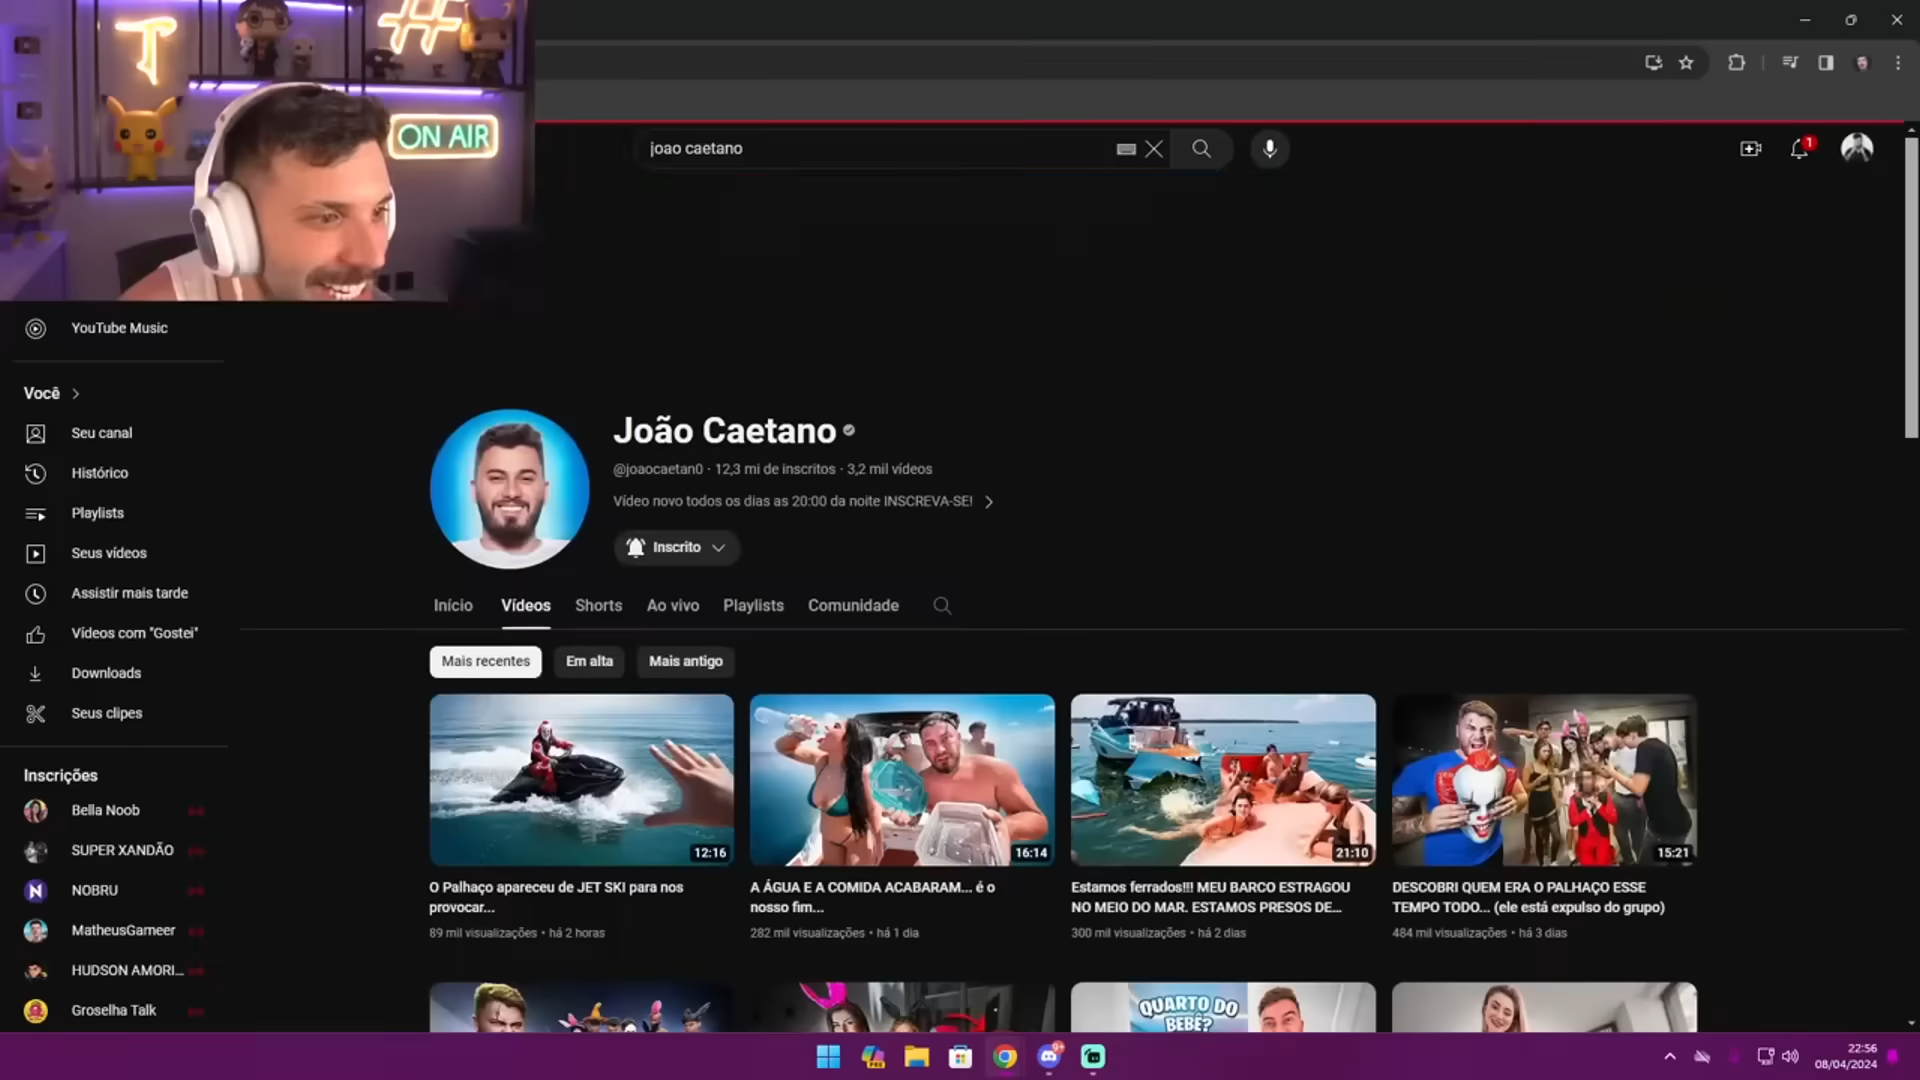 T
#
ON AIR
joao caetano
1
YouTube Music
Você
Seu canal
Histórico
Playlists
Seus vídeos
Assistir mais tarde
Vídeos com "Gostei"
Downloads
Seus clipes
Inscrições
Bella Noob
SUPER XANDÃO
NOBRU
MatheusGameer
HUDSON AMORI...
Groselha Talk
João Caetano
@joaocaetan0 · 12,3 mi de inscritos · 3,2 mil vídeos
Vídeo novo todos os dias as 20:00 da noite INSCREVA-SE!
Inscrito
Início Vídeos Shorts Ao vivo Playlists Comunidade
Mais recentes Em alta Mais antigo
12:16
16:14
21:10
15:21
O Palhaço apareceu de JET SKI para nos
provocar...
89 mil visualizações • há 2 horas
A ÁGUA E A COMIDA ACABARAM... é o
nosso fim...
282 mil visualizações • há 1 dia
Estamos ferrados!!! MEU BARCO ESTRAGOU
NO MEIO DO MAR. ESTAMOS PRESOS DE...
300 mil visualizações • há 2 dias
DESCOBRI QUEM ERA O PALHAÇO ESSE
TEMPO TODO... (ele está expulso do grupo)
484 mil visualizações • há 3 dias
QUARTO DO
BEBÊ?
PRE
9+
22:56
08/04/2024